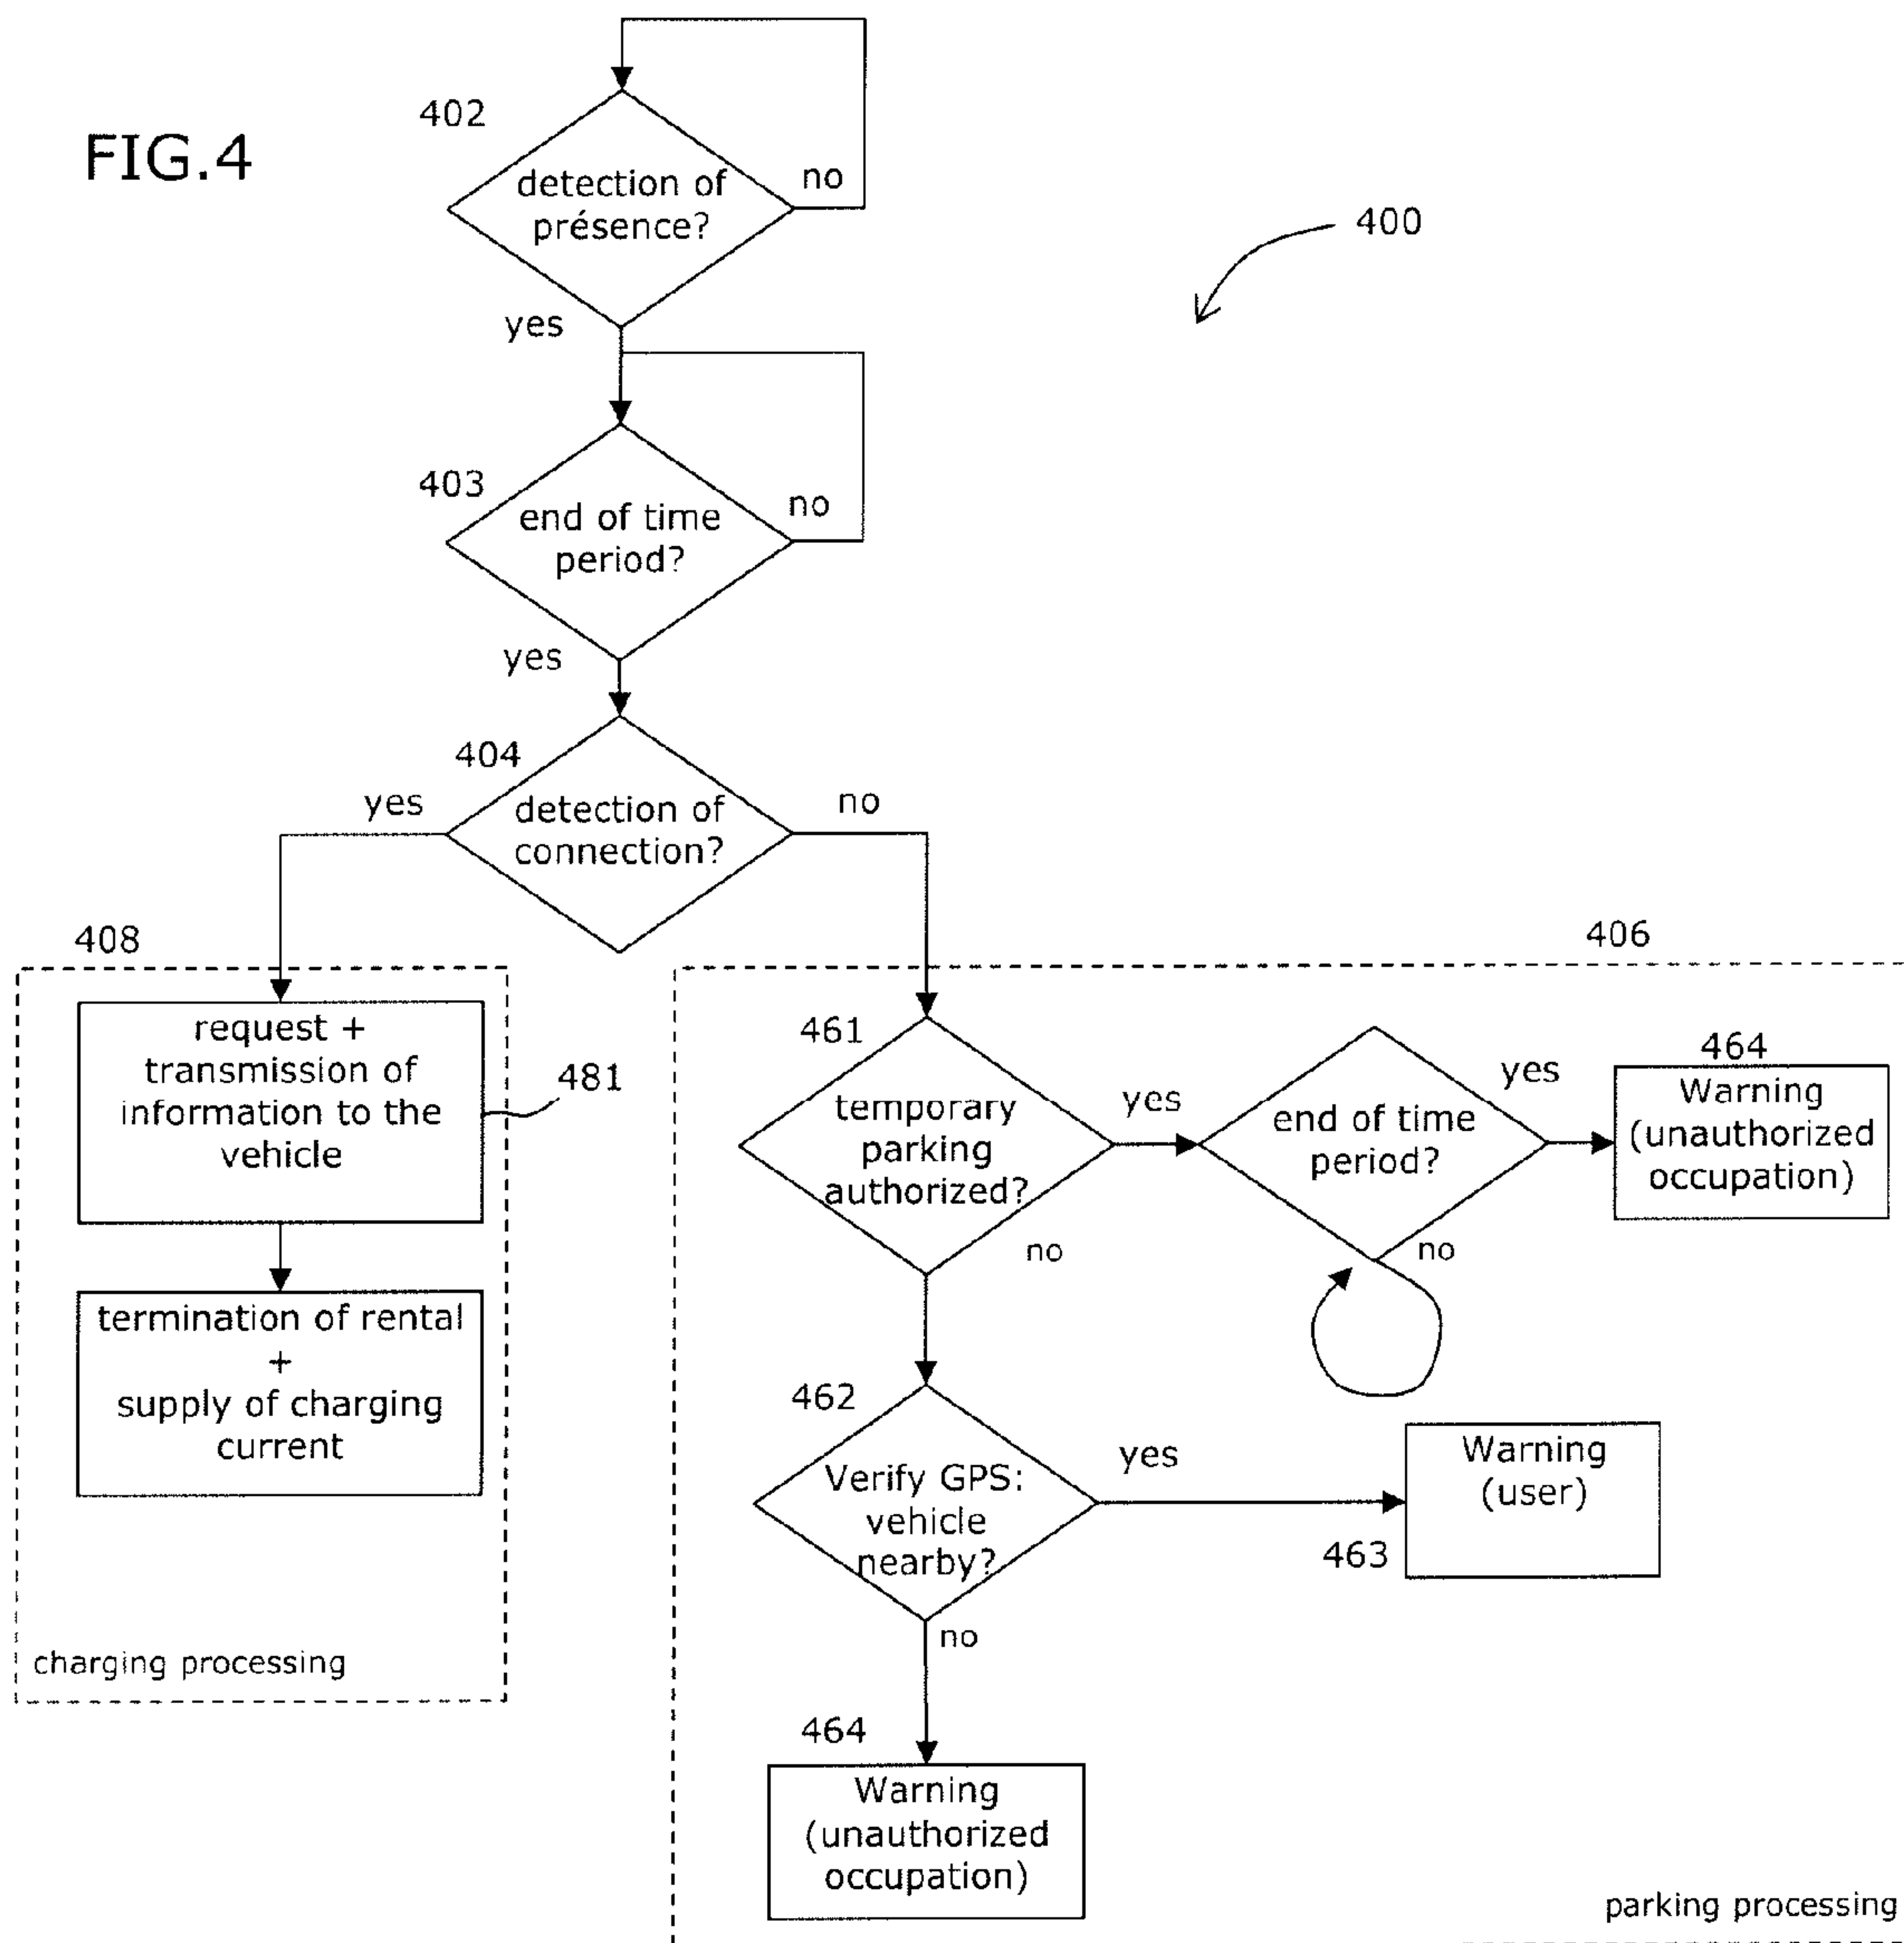 FIG.4
402
detection of
présence?
no
yes
400
403
end of time
period?
no
yes
404
detection of
connection?
yes
no
408
request +
transmission of
information to the
vehicle
481
termination of rental
+
supply of charging
current
charging processing
406
461
temporary
parking
authorized?
yes
no
end of time
period?
yes
no
464
Warning
(unauthorized
occupation)
462
Verify GPS:
vehicle
nearby?
yes
no
463
Warning
(user)
464
Warning
(unauthorized
occupation)
parking processing